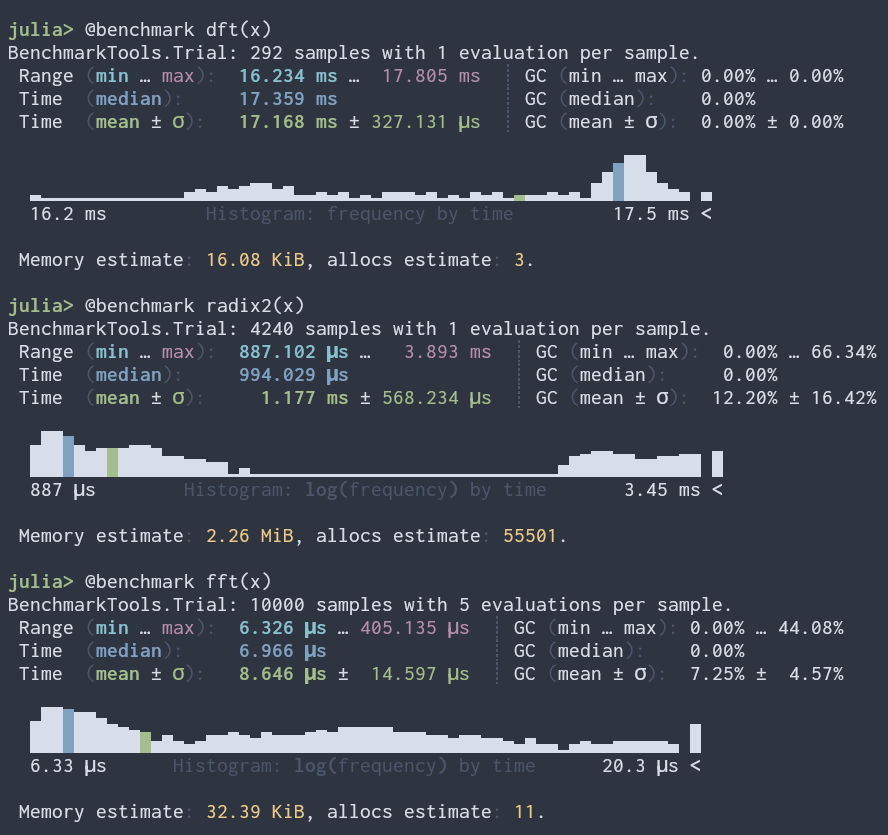 julia> @benchmark dft(x)
BenchmarkTools.Trial: 292 samples with 1 evaluation per sample.
Range (min … max): 16.234 ms … 17.805 ms ┊ GC (min … max): 0.00% … 0.00%
Time (median): 17.359 ms ┊ GC (median): 0.00%
Time (mean ± σ): 17.168 ms ± 327.131 μs ┊ GC (mean ± σ): 0.00% ± 0.00%
16.2 ms Histogram: frequency by time 17.5 ms <
Memory estimate: 16.08 KiB, allocs estimate: 3.
julia> @benchmark radix2(x)
BenchmarkTools.Trial: 4240 samples with 1 evaluation per sample.
Range (min … max): 887.102 μs … 3.893 ms ┊ GC (min … max): 0.00% … 66.34%
Time (median): 994.029 μs ┊ GC (median): 0.00%
Time (mean ± σ): 1.177 ms ± 568.234 μs ┊ GC (mean ± σ): 12.20% ± 16.42%
887 μs Histogram: log(frequency) by time 3.45 ms <
Memory estimate: 2.26 MiB, allocs estimate: 55501.
julia> @benchmark fft(x)
BenchmarkTools.Trial: 10000 samples with 5 evaluations per sample.
Range (min … max): 6.326 μs … 405.135 μs ┊ GC (min … max): 0.00% … 44.08%
Time (median): 6.966 μs ┊ GC (median): 0.00%
Time (mean ± σ): 8.646 μs ± 14.597 μs ┊ GC (mean ± σ): 7.25% ± 4.57%
6.33 μs Histogram: log(frequency) by time 20.3 μs <
Memory estimate: 32.39 KiB, allocs estimate: 11.